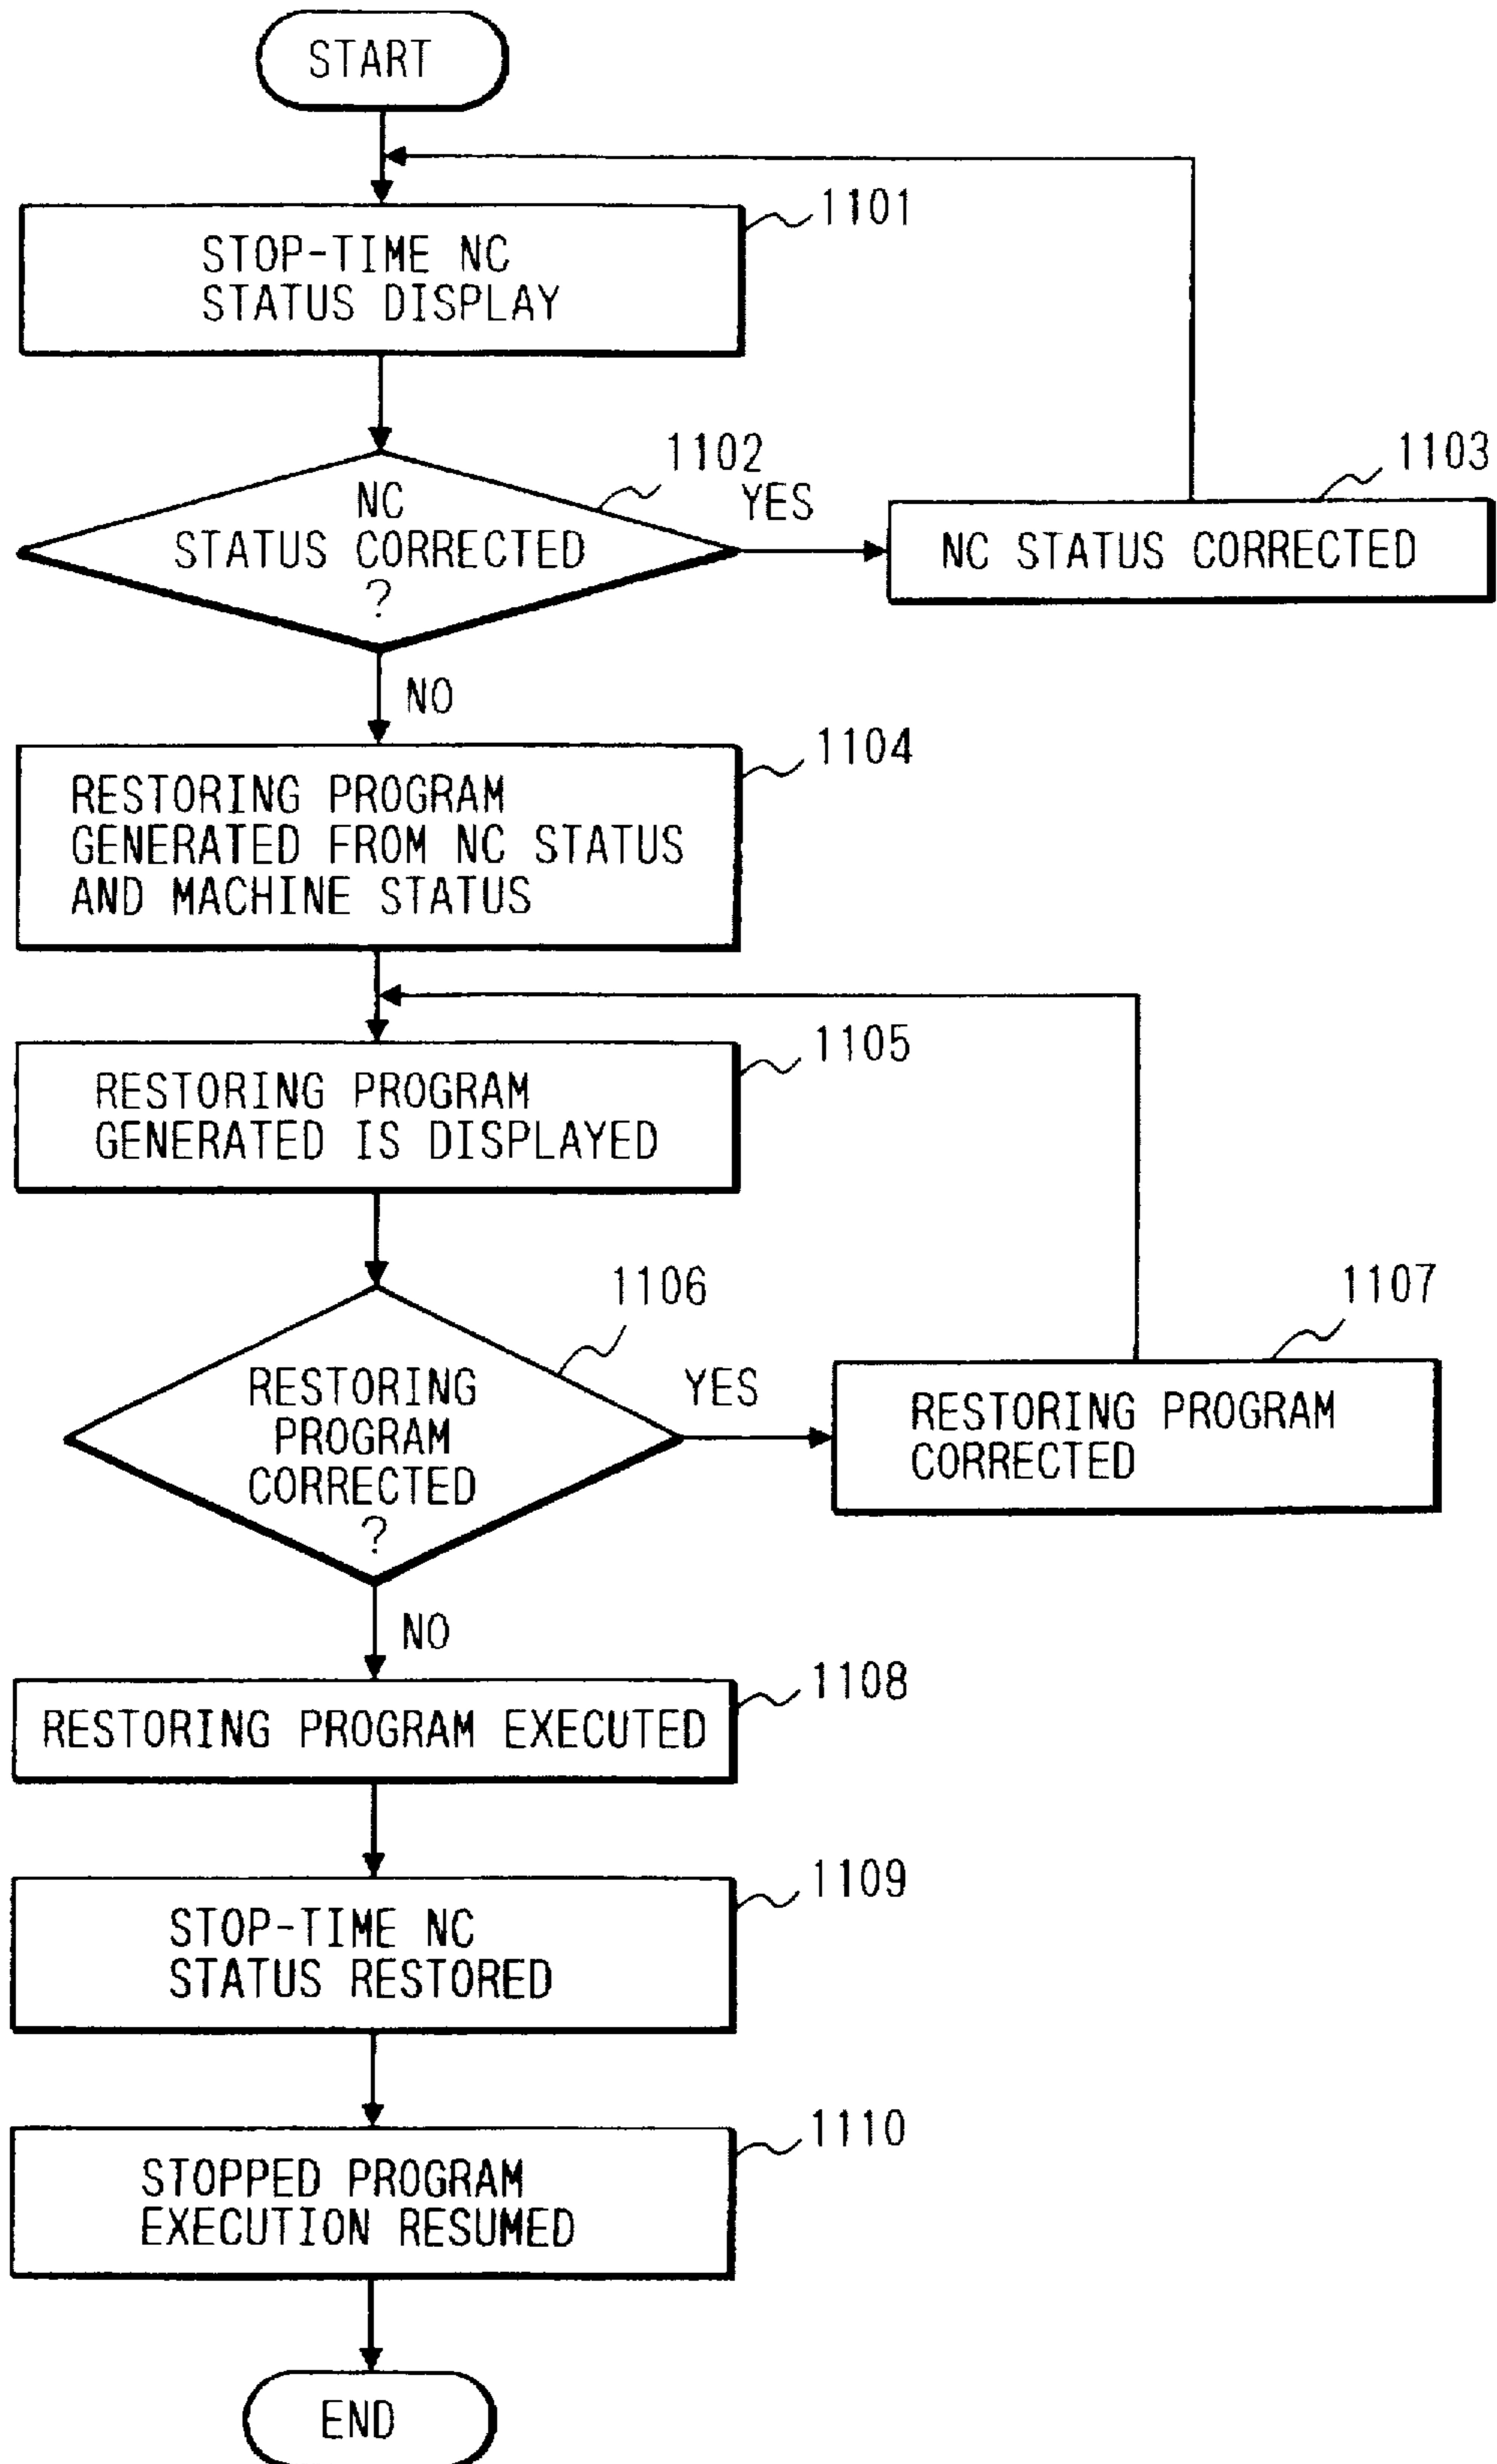 START
1101
STOP-TIME NC
STATUS DISPLAY
1102
NC
STATUS CORRECTED
?
YES
1103
NC STATUS CORRECTED
NO
1104
RESTORING PROGRAM
GENERATED FROM NC STATUS
AND MACHINE STATUS
1105
RESTORING PROGRAM
GENERATED IS DISPLAYED
1106
RESTORING
PROGRAM
CORRECTED
?
YES
1107
RESTORING PROGRAM
CORRECTED
NO
1108
RESTORING PROGRAM EXECUTED
1109
STOP-TIME NC
STATUS RESTORED
1110
STOPPED PROGRAM
EXECUTION RESUMED
END